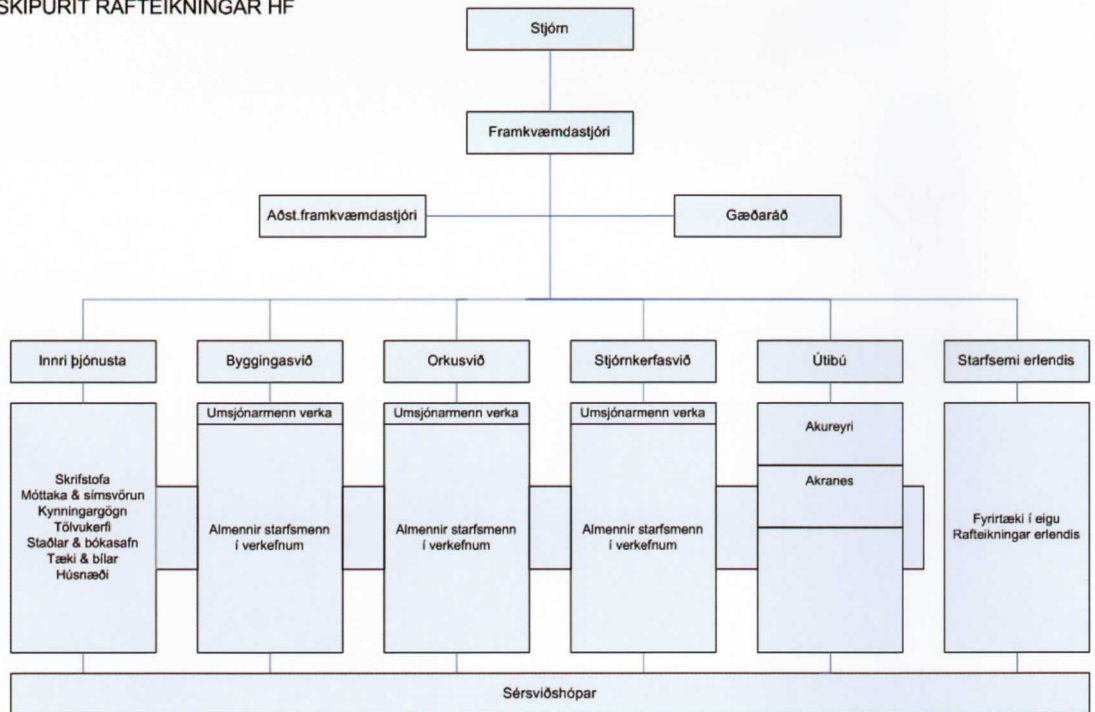 SKIPURIT RAFTEIKNINGAR HF
Stjórn
Framkvæmdastjóri
Aðst.framkvæmdastjóri
Gæðaráð
Innri þjónusta
Byggingasvið
Orkusvið
Stjórnkerfasvið
Útibú
Starfsemi erlendis
Skrifstofa
Móttaka & símsvörun
Kynningargögn
Tölvukerfi
Staðlar & bókasafn
Tæki & bílar
Húsnæði
Umsjónarmenn verka
Almennir starfsmenn
í verkefnum
Umsjónarmenn verka
Almennir starfsmenn
í verkefnum
Umsjónarmenn verka
Almennir starfsmenn
í verkefnum
Akureyri
Akranes
Fyrirtæki í eigu
Rafteikningar erlendis
Sérsviðshópar